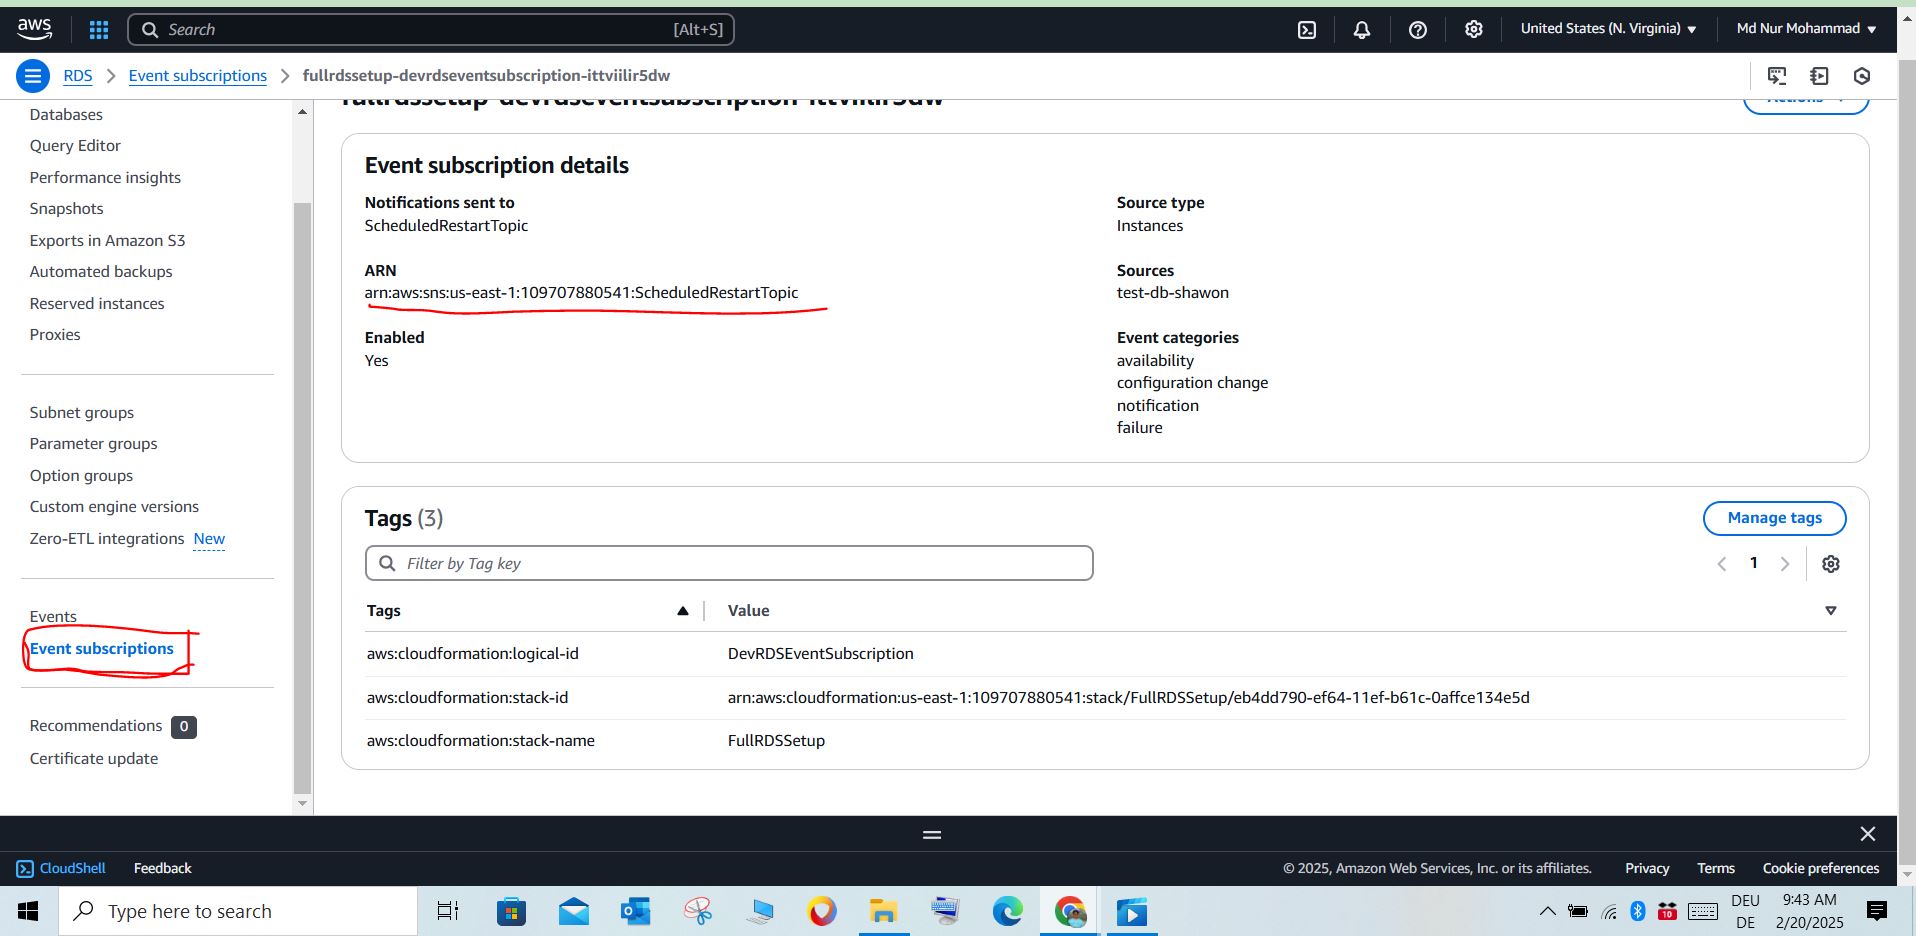 aws
Search [Alt+S]
United States (N. Virginia)
Md Nur Mohammad
RDS
Event subscriptions
fullrdssetup-devrdseventsubscription-ittviilir5dw
Databases
Query Editor
Performance insights
Snapshots
Exports in Amazon S3
Automated backups
Reserved instances
Proxies
Subnet groups
Parameter groups
Option groups
Custom engine versions
Zero-ETL integrations New
Events
Event subscriptions
Recommendations 0
Certificate update
fullrdssetup-devrdseventsubscription-ittviilir5dw
Actions
Event subscription details
Notifications sent to
ScheduledRestartTopic
ARN
arn:aws:sns:us-east-1:109707880541:ScheduledRestartTopic
Enabled
Yes
Source type
Instances
Sources
test-db-shawon
Event categories
availability
configuration change
notification
failure
Tags (3)
Manage tags
Filter by Tag key
1
Tags Value
aws:cloudformation:logical-id DevRDSEventSubscription
aws:cloudformation:stack-id arn:aws:cloudformation:us-east-1:109707880541:stack/FullRDSSetup/eb4dd790-ef64-11ef-b61c-0affce134e5d
aws:cloudformation:stack-name FullRDSSetup
CloudShell Feedback
© 2025, Amazon Web Services, Inc. or its affiliates. Privacy Terms Cookie preferences
Type here to search
10
DEU
DE
9:43 AM
2/20/2025